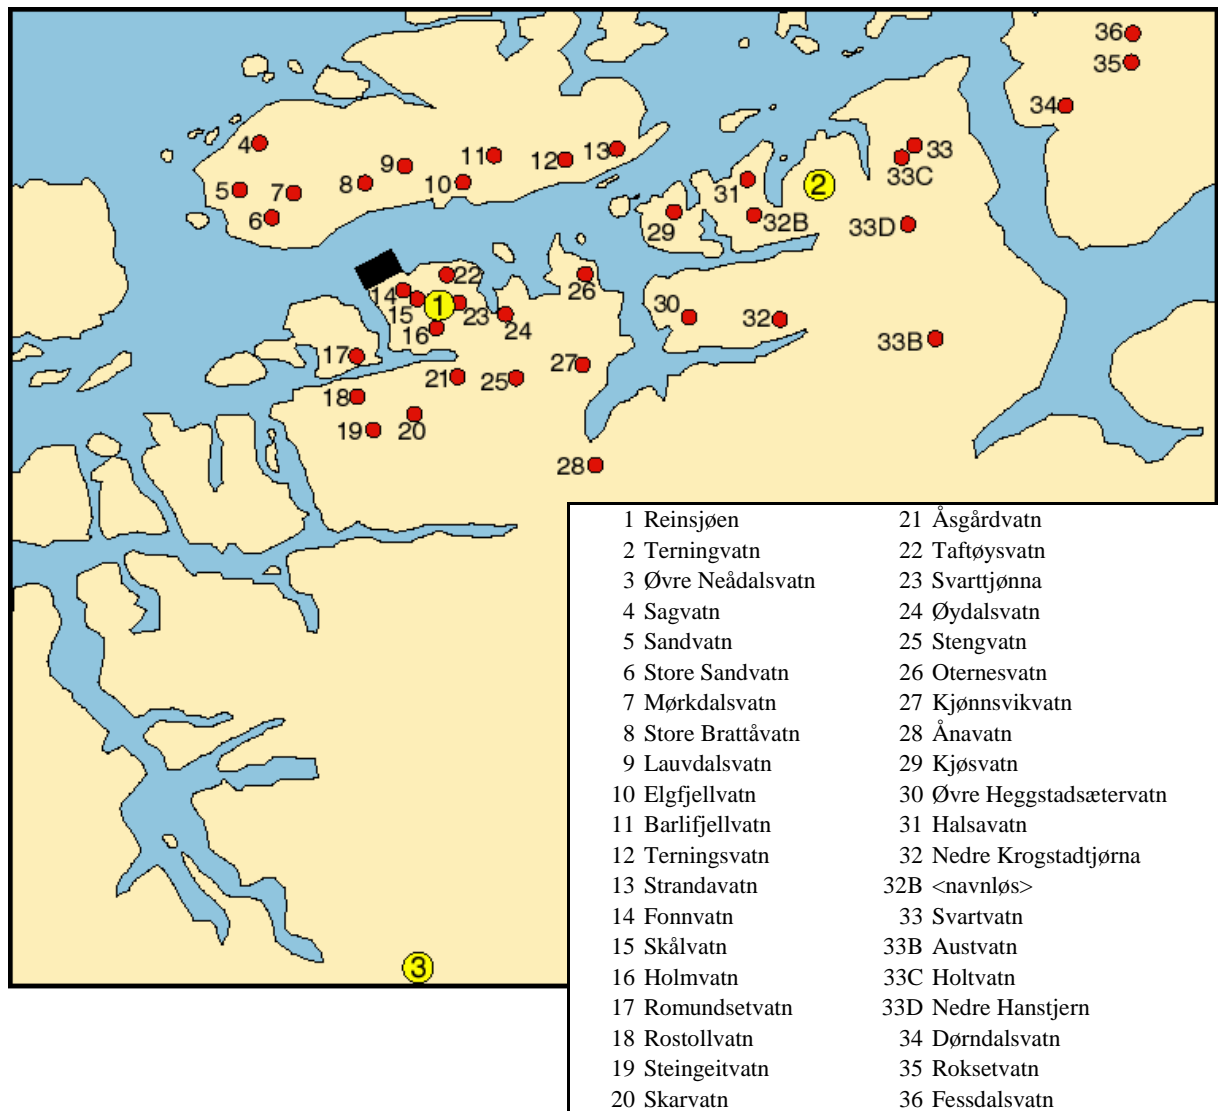 36
35
34
4
13
33
11
12
9
33C
8
10
31
2
5
7
6
29
32B
33D
22
26
14
1
15
23
30
24
32
16
33B
17
27
21
25
18
19
20
28
3
1 Reinsjøen
2 Terningvatn
3 Øvre Neådalsvatn
4 Sagvatn
5 Sandvatn
6 Store Sandvatn
7 Mørkdalsvatn
8 Store Brattåvatn
9 Lauvdalsvatn
10 Elgfjellvatn
11 Barlifjellvatn
12 Terningsvatn
13 Strandavatn
14 Fonnvatn
15 Skålvatn
16 Holmvatn
17 Romundsetvatn
18 Rostollvatn
19 Steingeitvatn
20 Skarvatn
21 Åsgårdvatn
22 Taftøysvatn
23 Svarttjønna
24 Øydalsvatn
25 Stengvatn
26 Oternesvatn
27 Kjønnsvikvatn
28 Ånavatn
29 Kjøsvatn
30 Øvre Heggstadsætervatn
31 Halsavatn
32 Nedre Krogstadtjørna
32B <navnløs>
33 Svartvatn
33B Austvatn
33C Holtvatn
33D Nedre Hanstjern
34 Dørndalsvatn
35 Roksetvatn
36 Fessdalsvatn